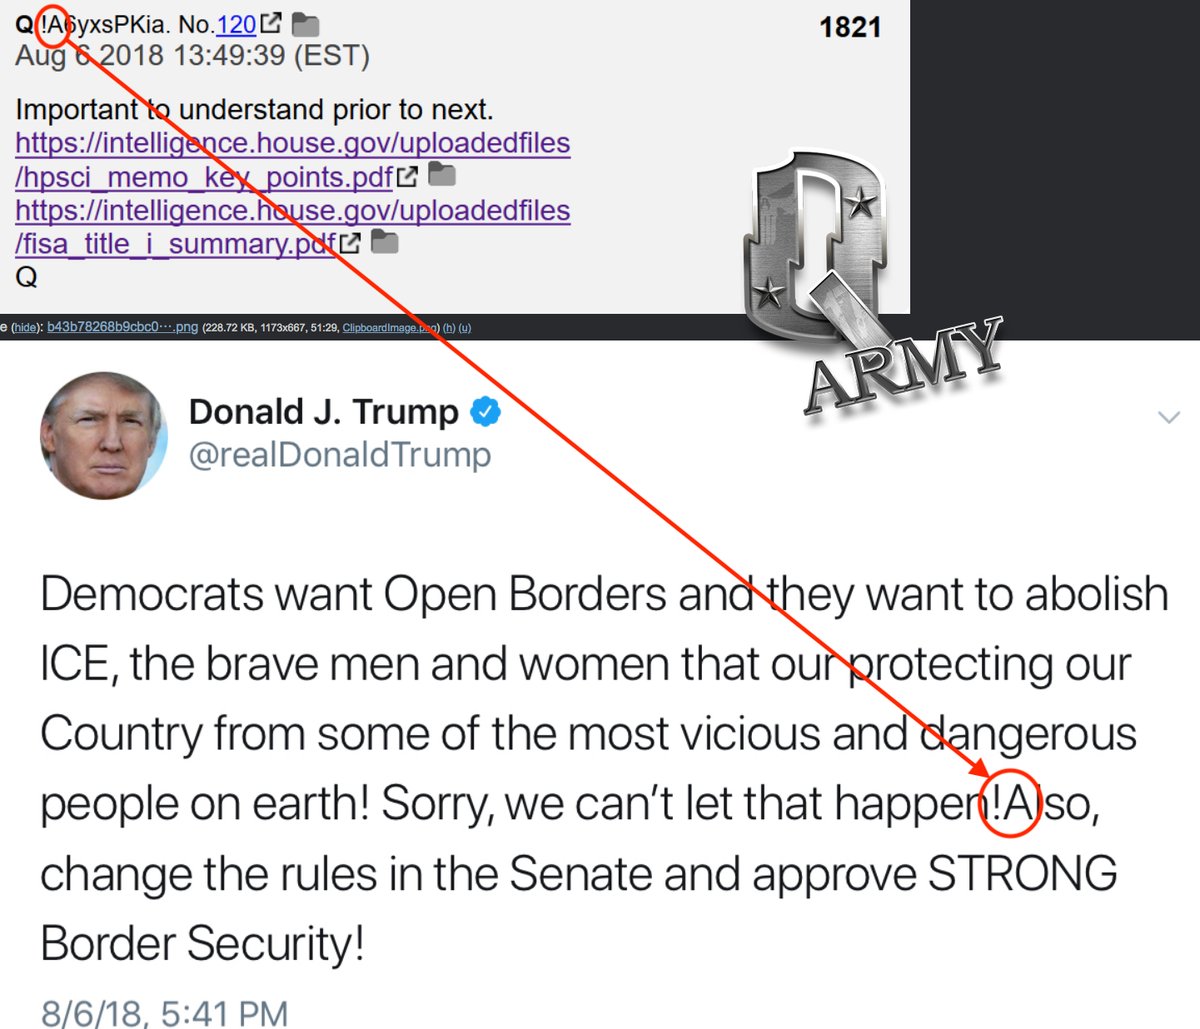 Q !A6yxsPKia. No.120
1821
Aug 6 2018 13:49:39 (EST)
Important to understand prior to next.
https://intelligence.house.gov/uploadedfiles
/hpsci_memo_key_points.pdf
https://intelligence.house.gov/uploadedfiles
/fisa_title_i_summary.pdf
Q
e (hide): b43b78268b9cbc0⋯.png (228.72 KB, 1173x667, 51:29, ClipboardImage.png) (h) (u)
Q
ARMY
Donald J. Trump
@realDonaldTrump
Democrats want Open Borders and they want to abolish
ICE, the brave men and women that our protecting our
Country from some of the most vicious and dangerous
people on earth! Sorry, we can’t let that happen!Also,
change the rules in the Senate and approve STRONG
Border Security!
8/6/18, 5:41 PM